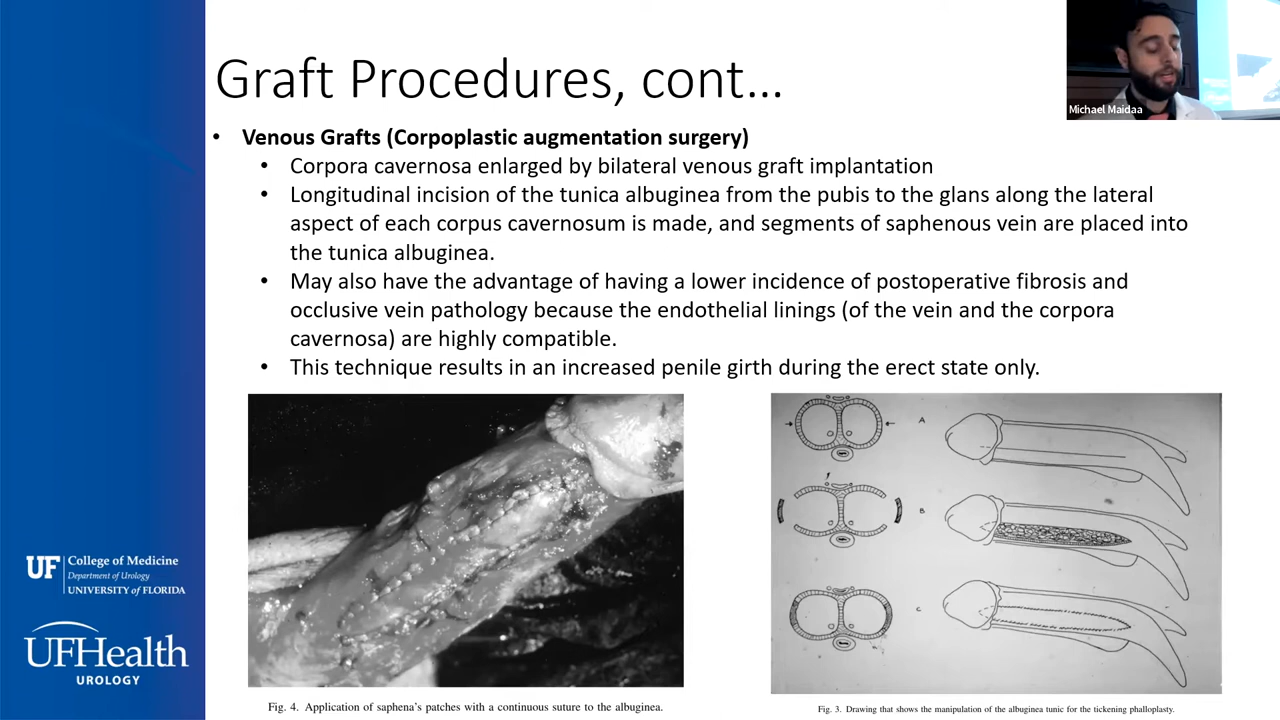 Graft Procedures, cont…
Michael Maidaa
• Venous Grafts (Corpoplastic augmentation surgery)
• Corpora cavernosa enlarged by bilateral venous graft implantation
• Longitudinal incision of the tunica albuginea from the pubis to the glans along the lateral
aspect of each corpus cavernosum is made, and segments of saphenous vein are placed into
the tunica albuginea.
• May also have the advantage of having a lower incidence of postoperative fibrosis and
occlusive vein pathology because the endothelial linings (of the vein and the corpora
cavernosa) are highly compatible.
• This technique results in an increased penile girth during the erect state only.
A
B
C
Fig. 4. Application of saphena's patches with a continuous suture to the albuginea.
Fig. 3. Drawing that shows the manipulation of the albuginea tunic for the tickening phalloplasty.
UF College of Medicine
Department of Urology
UNIVERSITY of FLORIDA
UFHealth
UROLOGY